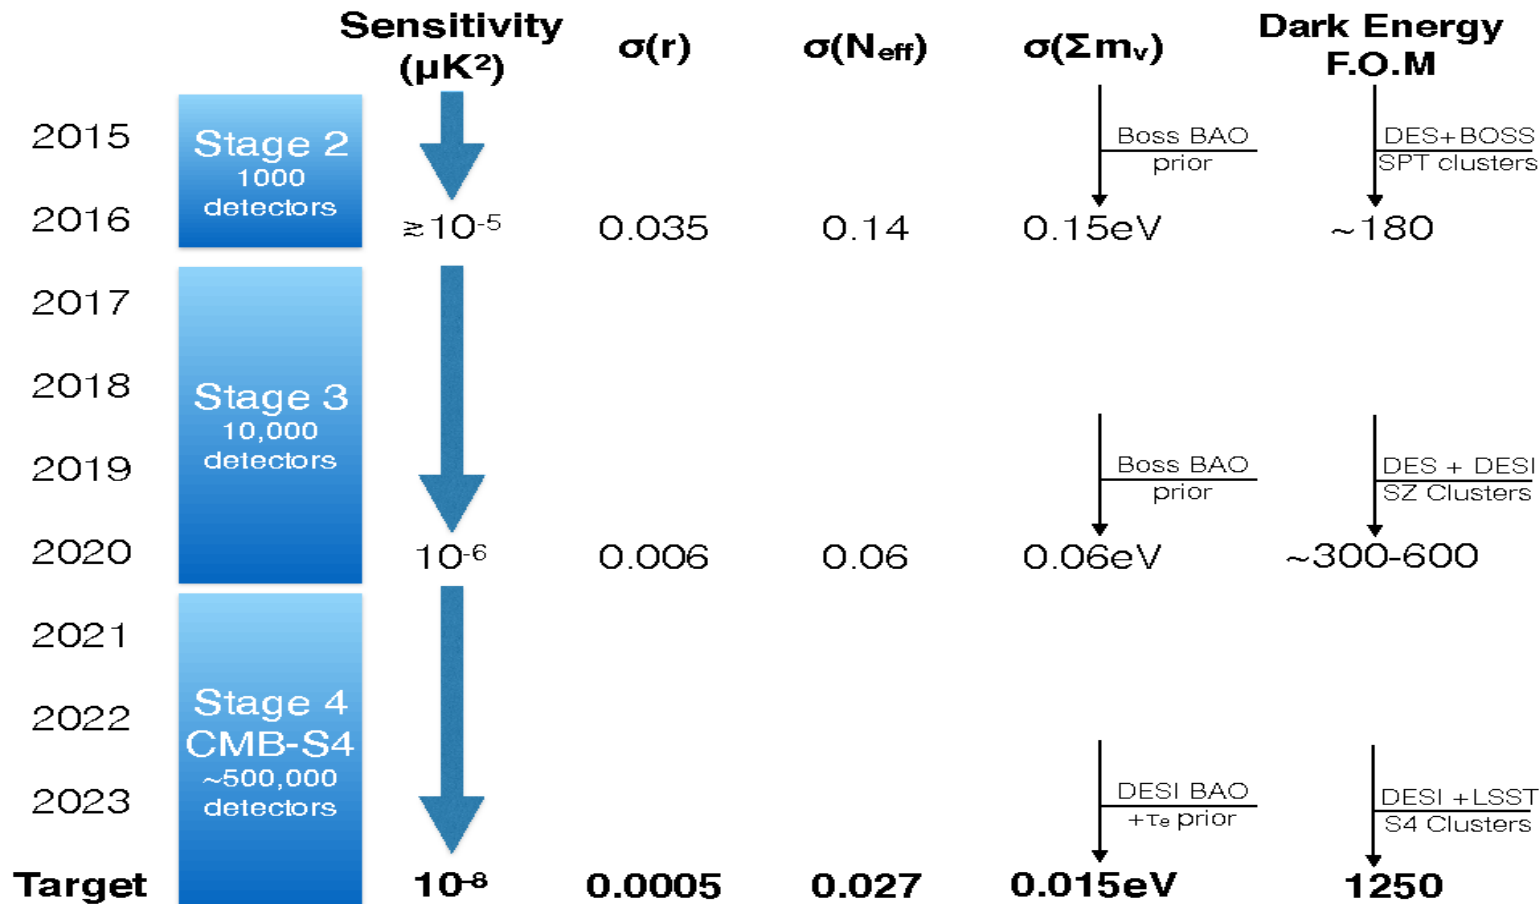 Sensitivity (μK²) σ(r) σ(Neff) σ(Σmν) Dark Energy F.O.M
2015
Stage 2
1000
detectors
Boss BAO
prior
DES+BOSS
SPT clusters
2016 ≳10⁻⁵ 0.035 0.14 0.15eV ~180
2017
2018
Stage 3
10,000
detectors
2019
Boss BAO
prior
DES + DESI
SZ Clusters
2020 10⁻⁶ 0.006 0.06 0.06eV ~300-600
2021
2022
Stage 4
CMB-S4
~500,000
detectors
2023
DESI BAO
+τe prior
DESI +LSST
S4 Clusters
Target 10⁻⁸ 0.0005 0.027 0.015eV 1250